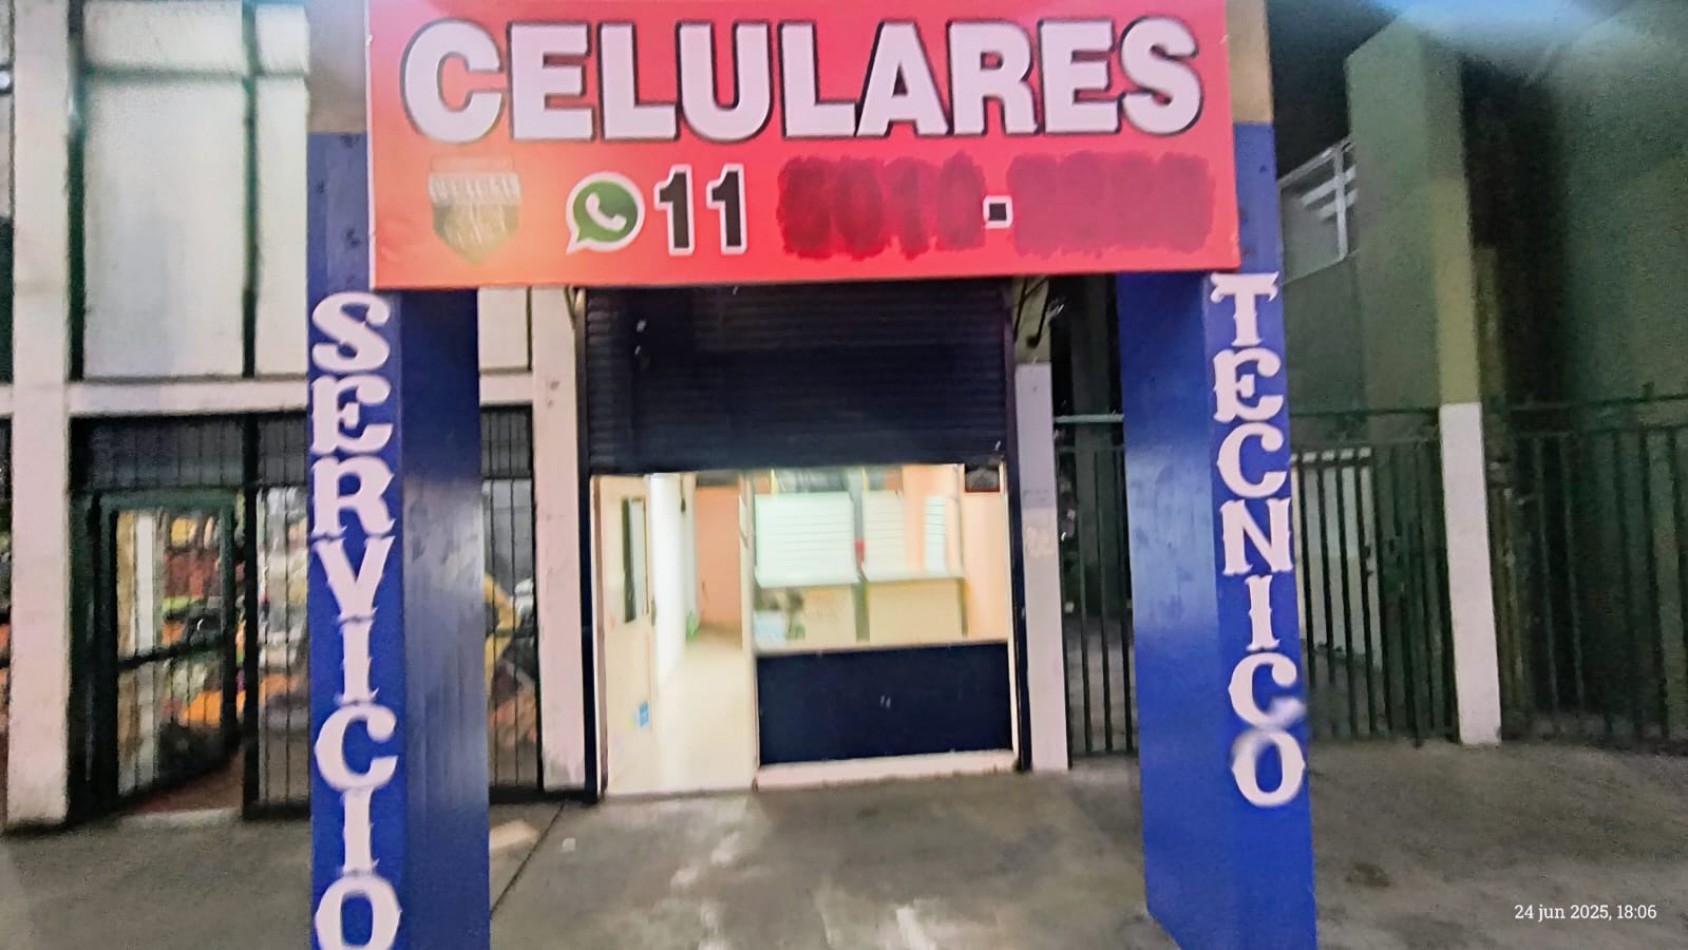 CELULARES
11
SERVICIO
TECNICO
24 jun 2025, 18:06